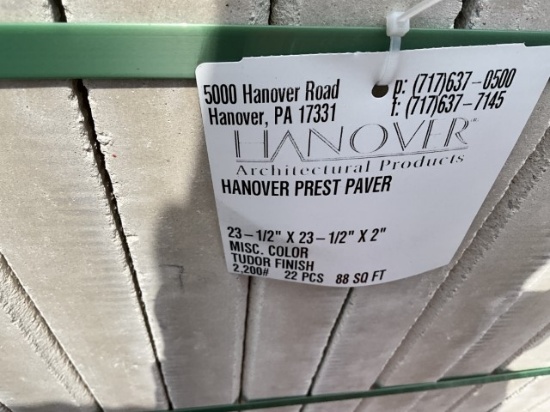 5000 Hanover Road p: (717)637-0500
Hanover, PA 17331 f: (717)637-7145
HANOVER®
Architectural Products
HANOVER PREST PAVER
23-1/2" X 23-1/2" X 2"
MISC. COLOR
TUDOR FINISH
2,200# 22 PCS 88 SQ FT